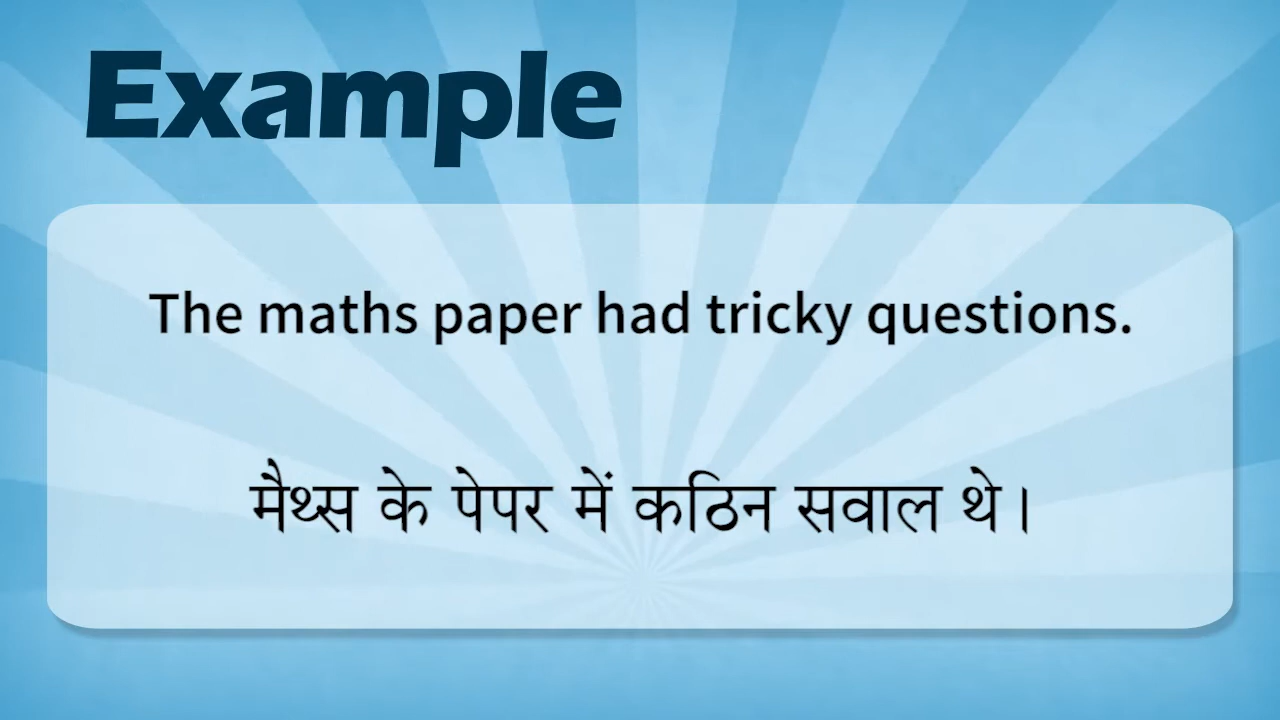 Example
The maths paper had tricky questions.
मैथ्स के पेपर में कठिन सवाल थे।